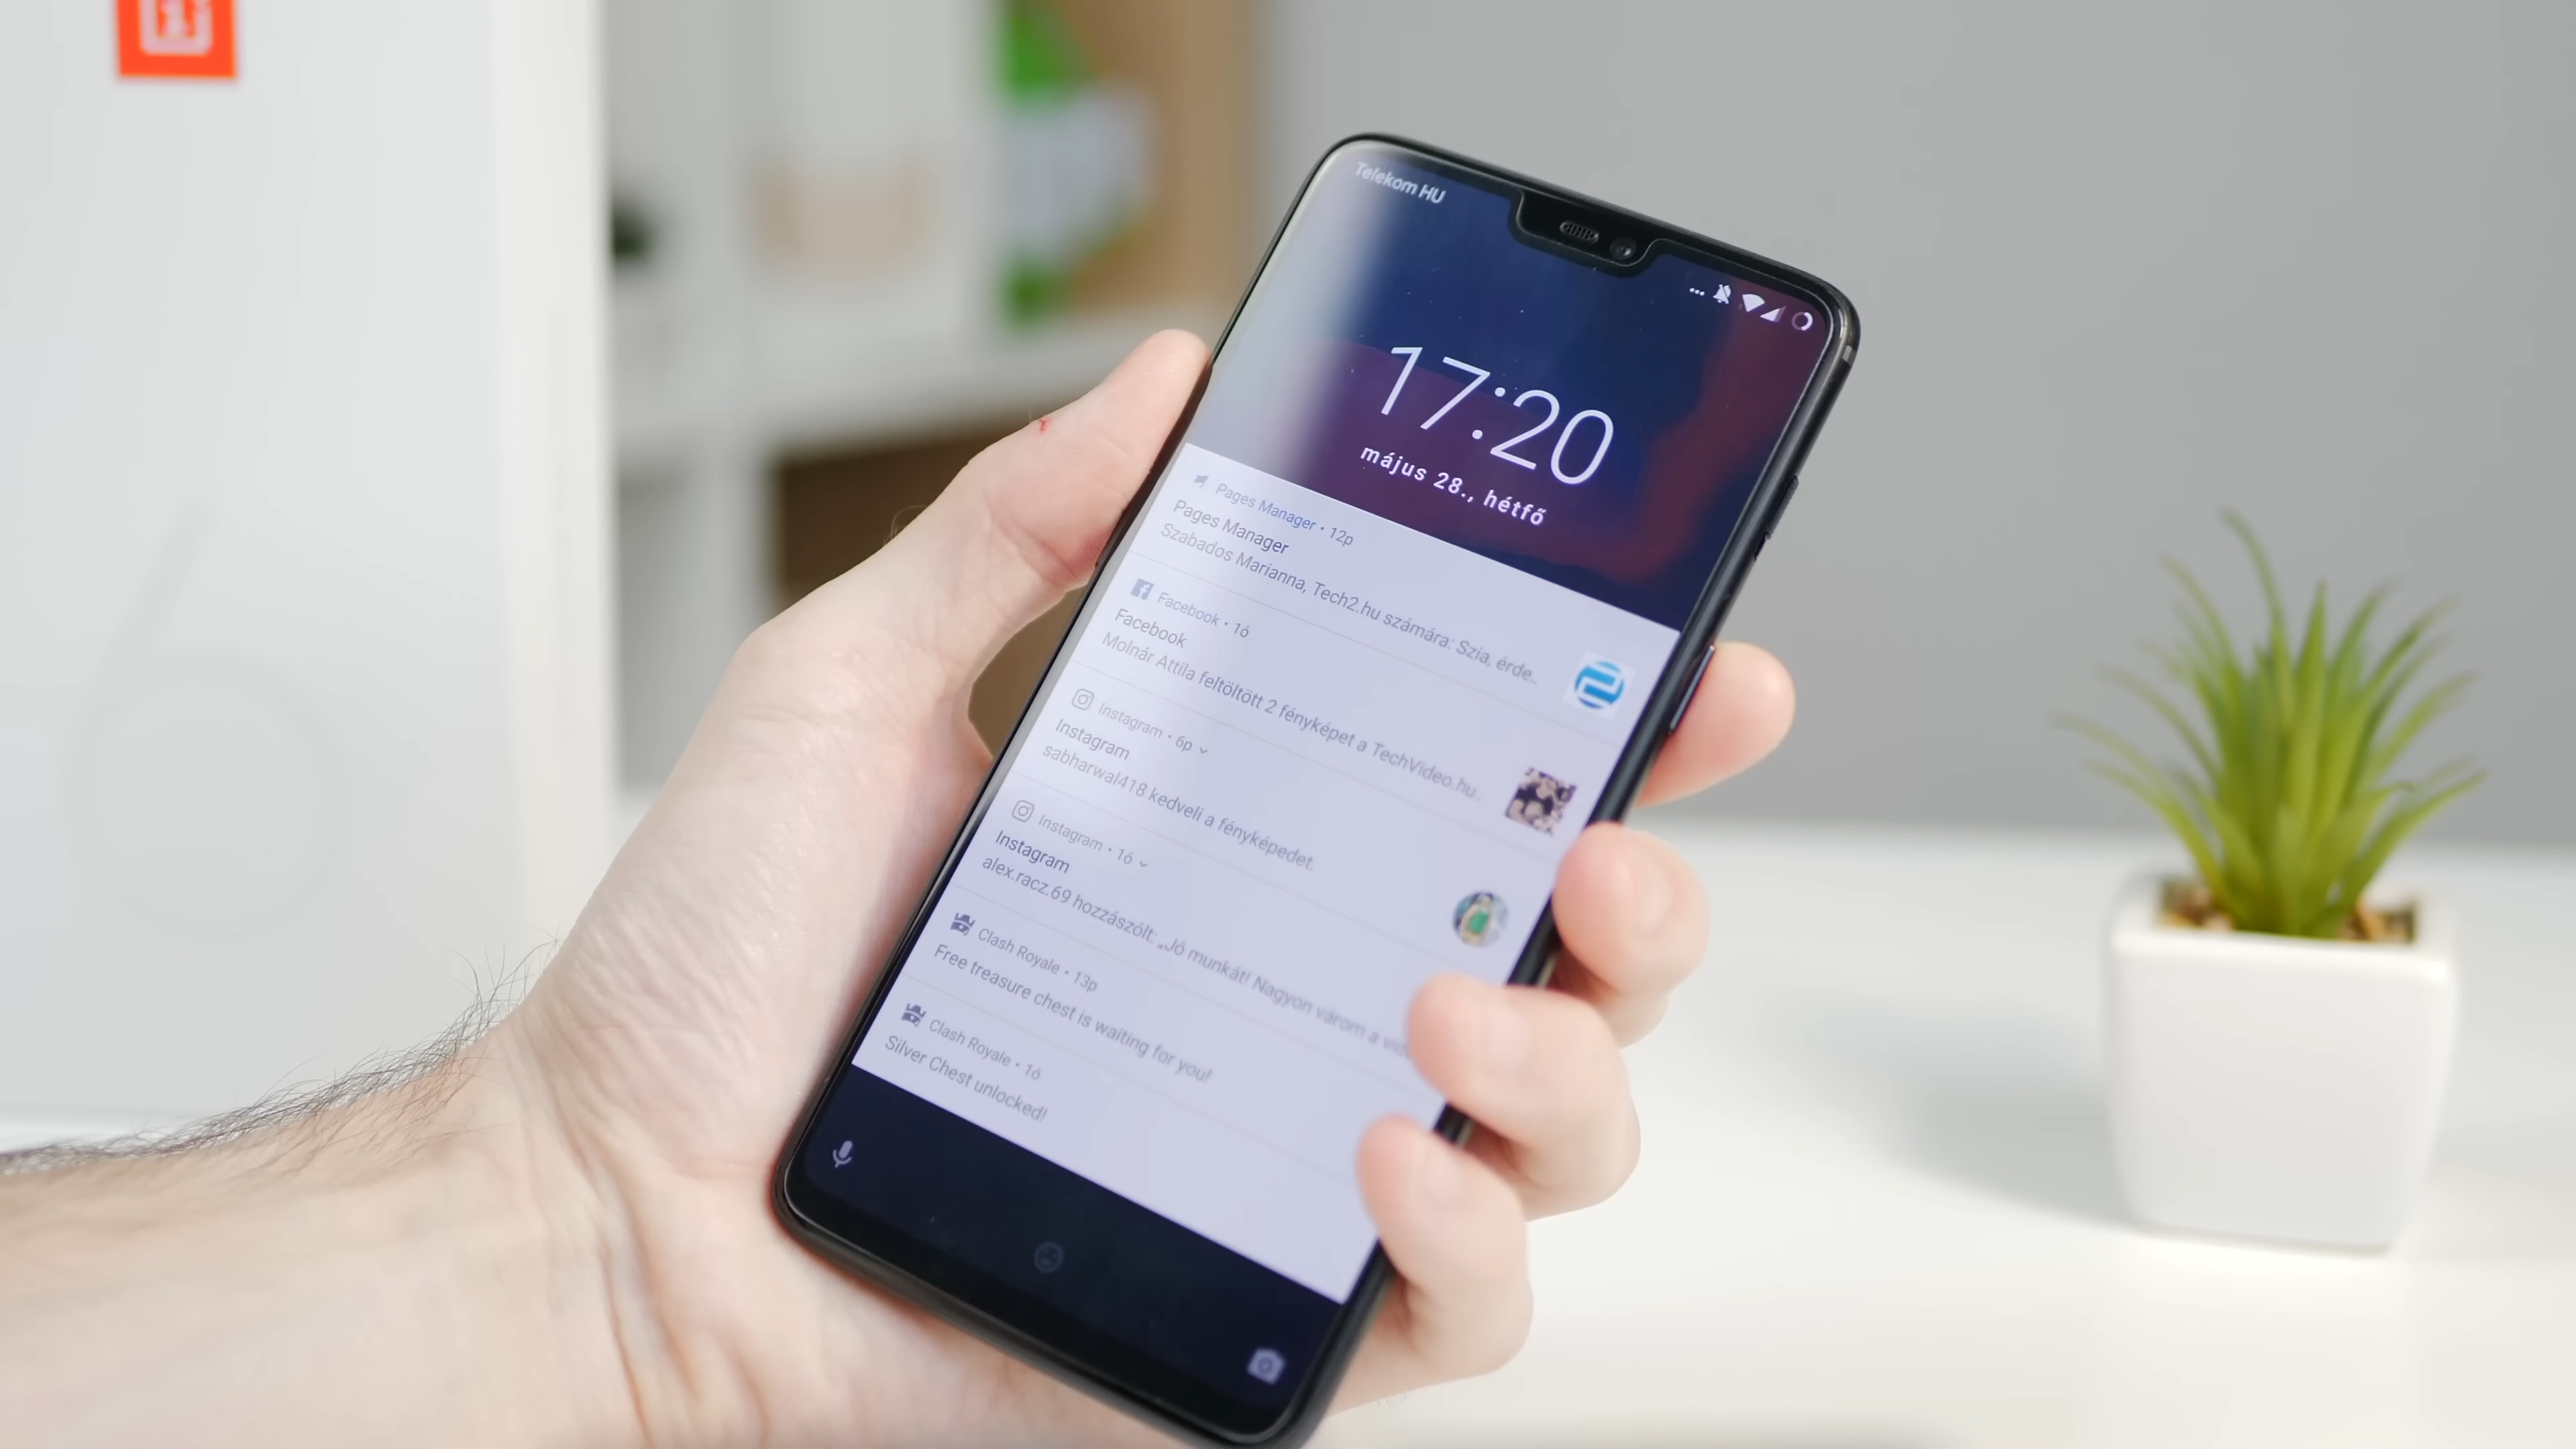 Telekom HU
17:20
május 28., hétfő
Pages Manager • 12p
Pages Manager
Szabados Marianna, Tech2.hu számára: Szia, érde..
Facebook • 1ó
Facebook
Molnár Attila feltöltött 2 fényképet a TechVideo.hu..
Instagram • 6p
Instagram
sabharwal418 kedveli a fényképedet.
Instagram • 1ó
Instagram
alex.racz.69 hozzászólt: „Jó munkát! Nagyon várom a
Clash Royale • 13p
Free treasure chest is waiting for you!
Clash Royale • 1ó
Silver Chest unlocked!
6